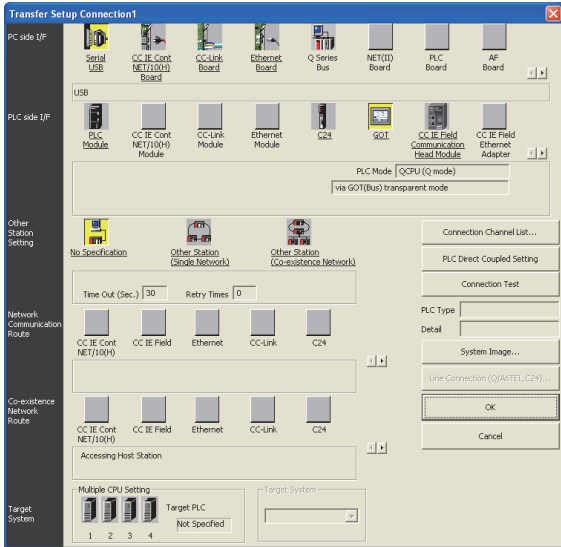 Transfer Setup Connection1
PC side I/F
Serial
USB
CC IE Cont
NET/10(H)
Board
CC-Link
Board
Ethernet
Board
Q Series
Bus
NET(II)
Board
PLC
Board
AF
Board
USB
PLC side I/F
PLC
Module
CC IE Cont
NET/10(H)
Module
CC-Link
Module
Ethernet
Module
C24
GOT
CC IE Field
Communication
Head Module
CC IE Field
Ethernet
Adapter
PLC Mode QCPU (Q mode)
via GOT(Bus) transparent mode
Other
Station
Setting
No Specification
Other Station
(Single Network)
Other Station
(Co-existence Network)
Time Out (Sec.) 30 Retry Times 0
Connection Channel List...
PLC Direct Coupled Setting
Connection Test
PLC Type
Detail
System Image...
Line Connection (Q/A6TEL,C24)...
OK
Cancel
Network
Communication
Route
CC IE Cont
NET/10(H)
CC IE Field
Ethernet
CC-Link
C24
Co-existence
Network
Route
CC IE Cont
NET/10(H)
CC IE Field
Ethernet
CC-Link
C24
Accessing Host Station
Target
System
Multiple CPU Setting
1 2 3 4
Target PLC
Not Specified
Target System